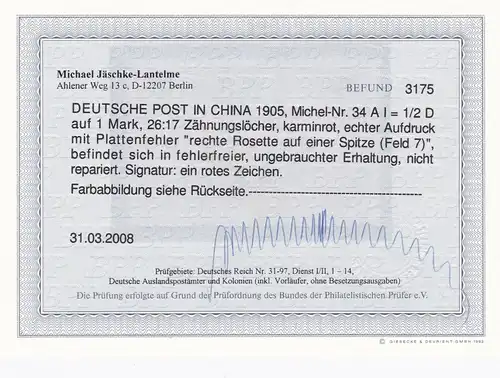 Michael Jäschke-Lantelme
Ahlener Weg 13 c, D-12207 Berlin
BEFUND 3175
DEUTSCHE POST IN CHINA 1905, Michel-Nr. 34 A I = 1/2 D
auf 1 Mark, 26:17 Zähnungslöcher, karminrot, echter Aufdruck
mit Plattenfehler "rechte Rosette auf einer Spitze (Feld 7)",
befindet sich in fehlerfreier, ungebrauchter Erhaltung, nicht
repariert. Signatur: ein rotes Zeichen.
Farbabbildung siehe Rückseite.-----------------------------
31.03.2008
Prüfgebiete: Deutsches Reich Nr. 31-97, Dienst I/II, 1 – 14,
Deutsche Auslandspostämter und Kolonien (inkl. Vorläufer, ohne Besetzungsausgaben)
Die Prüfung erfolgte auf Grund der Prüfordnung des Bundes der Philatelistischen Prüfer e.V.
© GIESECKE & DEVRIENT GMBH 1992